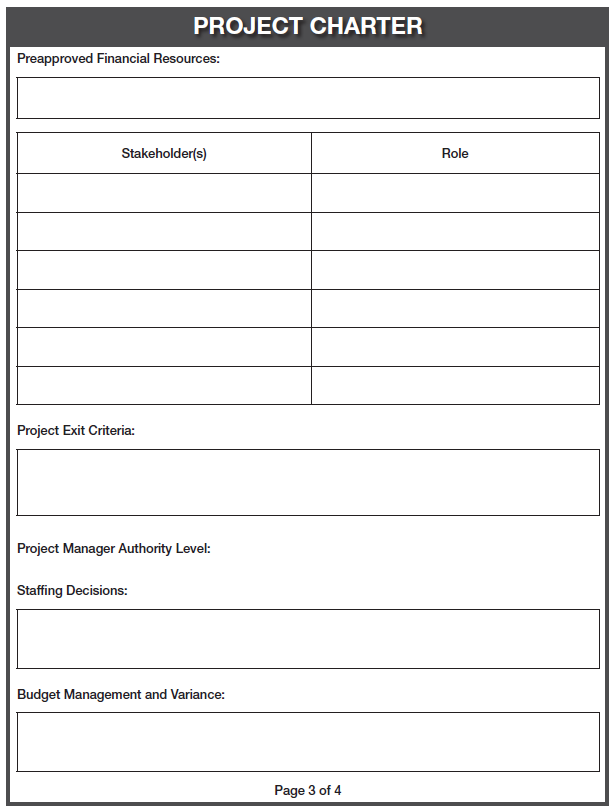 PROJECT CHARTER
Preapproved Financial Resources:
Stakeholder(s) Role
Project Exit Criteria:
Project Manager Authority Level:
Staffing Decisions:
Budget Management and Variance:
Page 3 of 4